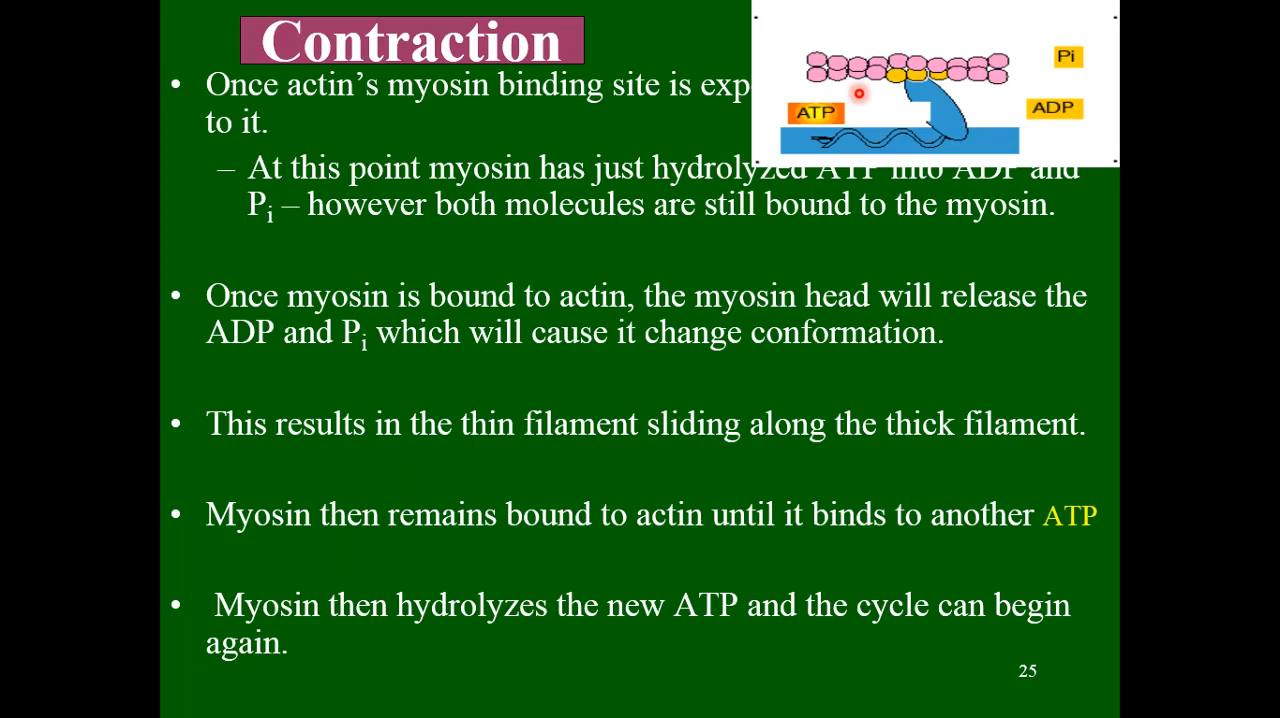 Contraction
• Once actin’s myosin binding site is exp
to it.
– At this point myosin has just hydrolyzed ATP into ADP and
Pi – however both molecules are still bound to the myosin.
• Once myosin is bound to actin, the myosin head will release the
ADP and Pi which will cause it change conformation.
• This results in the thin filament sliding along the thick filament.
• Myosin then remains bound to actin until it binds to another ATP
• Myosin then hydrolyzes the new ATP and the cycle can begin
again.
Pi
ATP
ADP
25